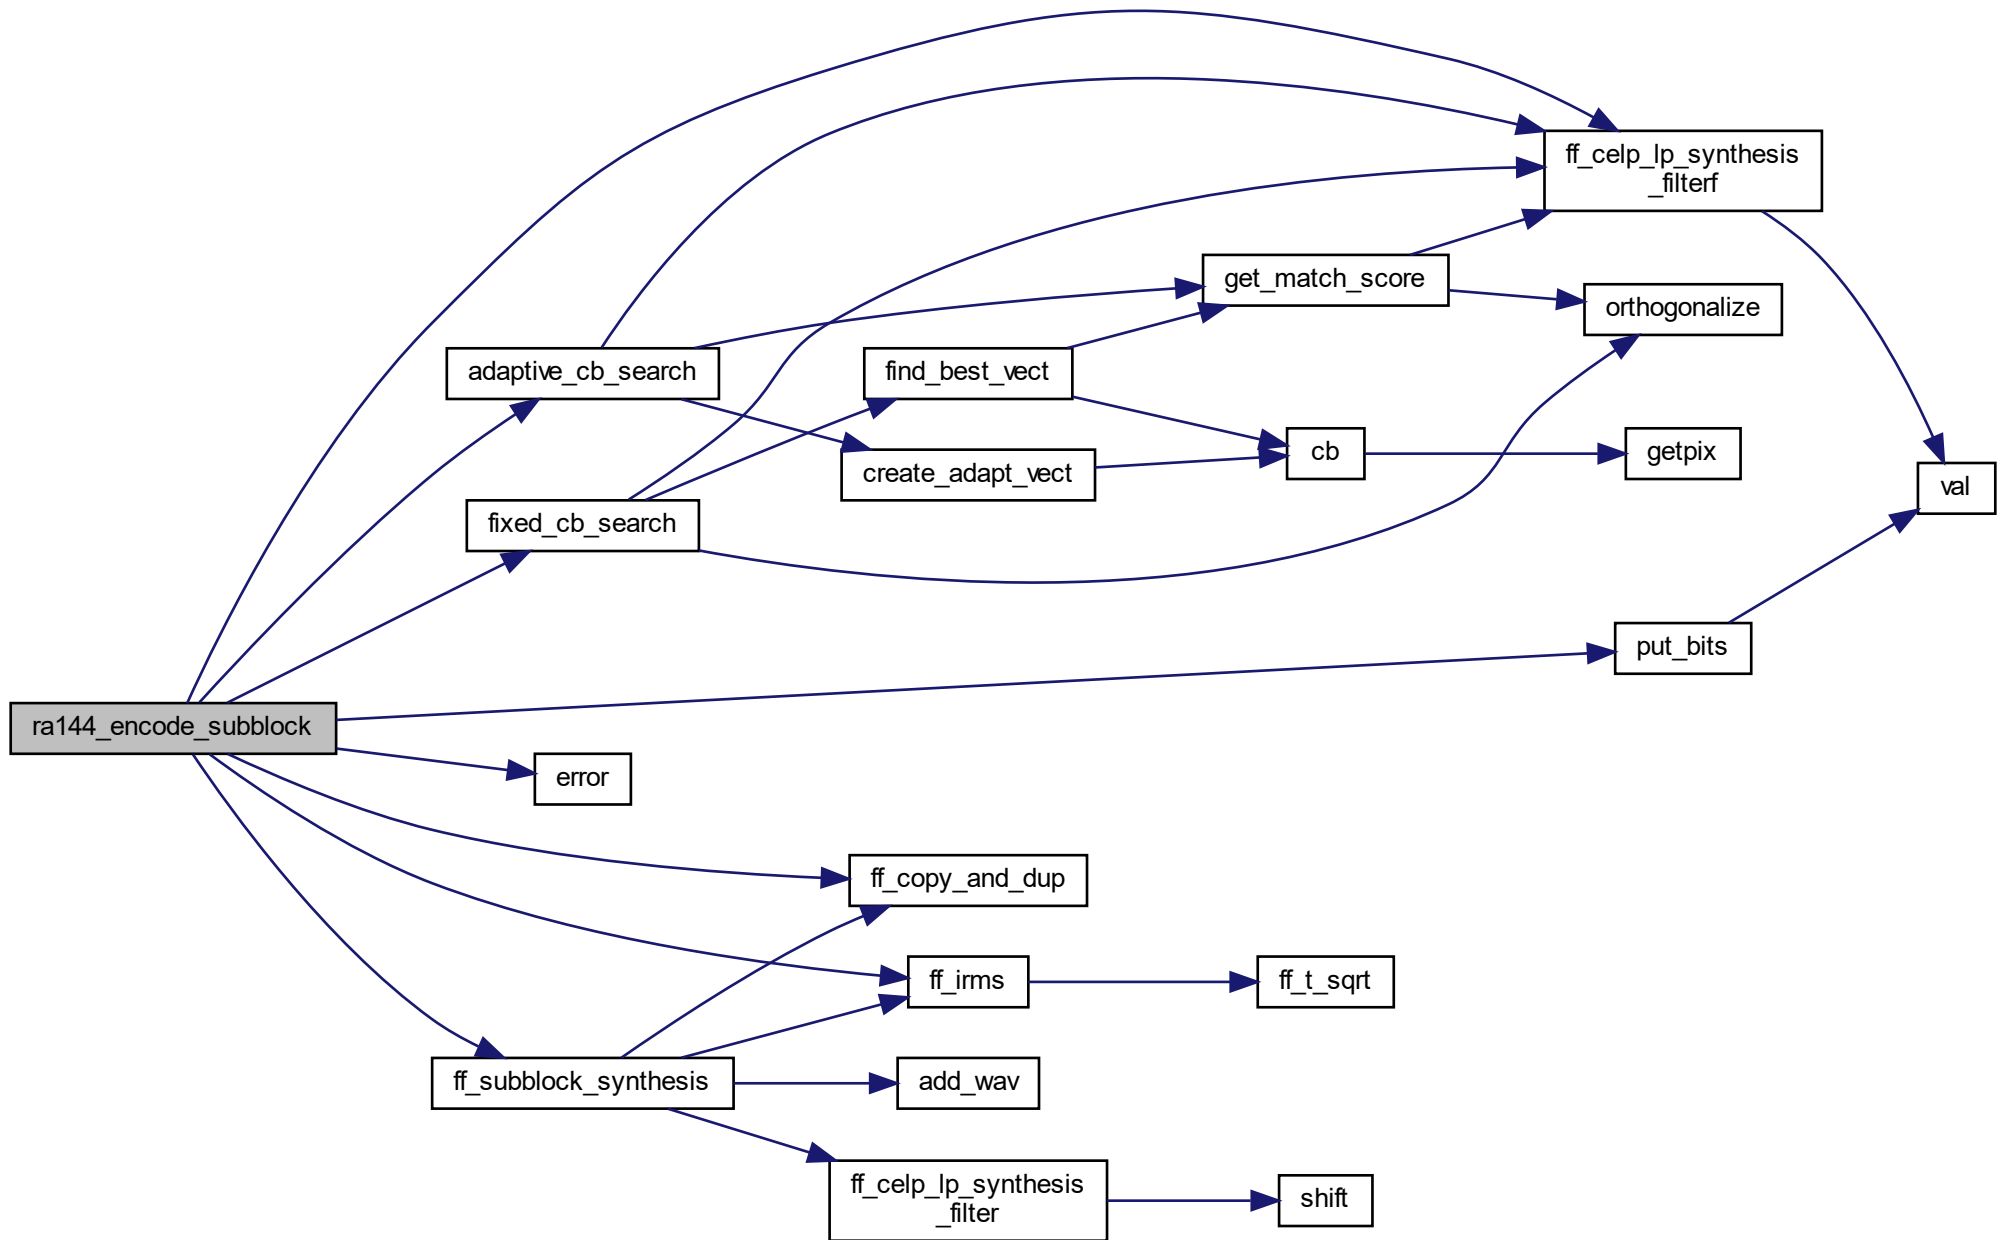 ff_celp_lp_synthesis
_filterf
get_match_score
orthogonalize
adaptive_cb_search
find_best_vect
cb
getpix
create_adapt_vect
val
fixed_cb_search
put_bits
ra144_encode_subblock
error
ff_copy_and_dup
ff_irms
ff_t_sqrt
ff_subblock_synthesis
add_wav
ff_celp_lp_synthesis
_filter
shift